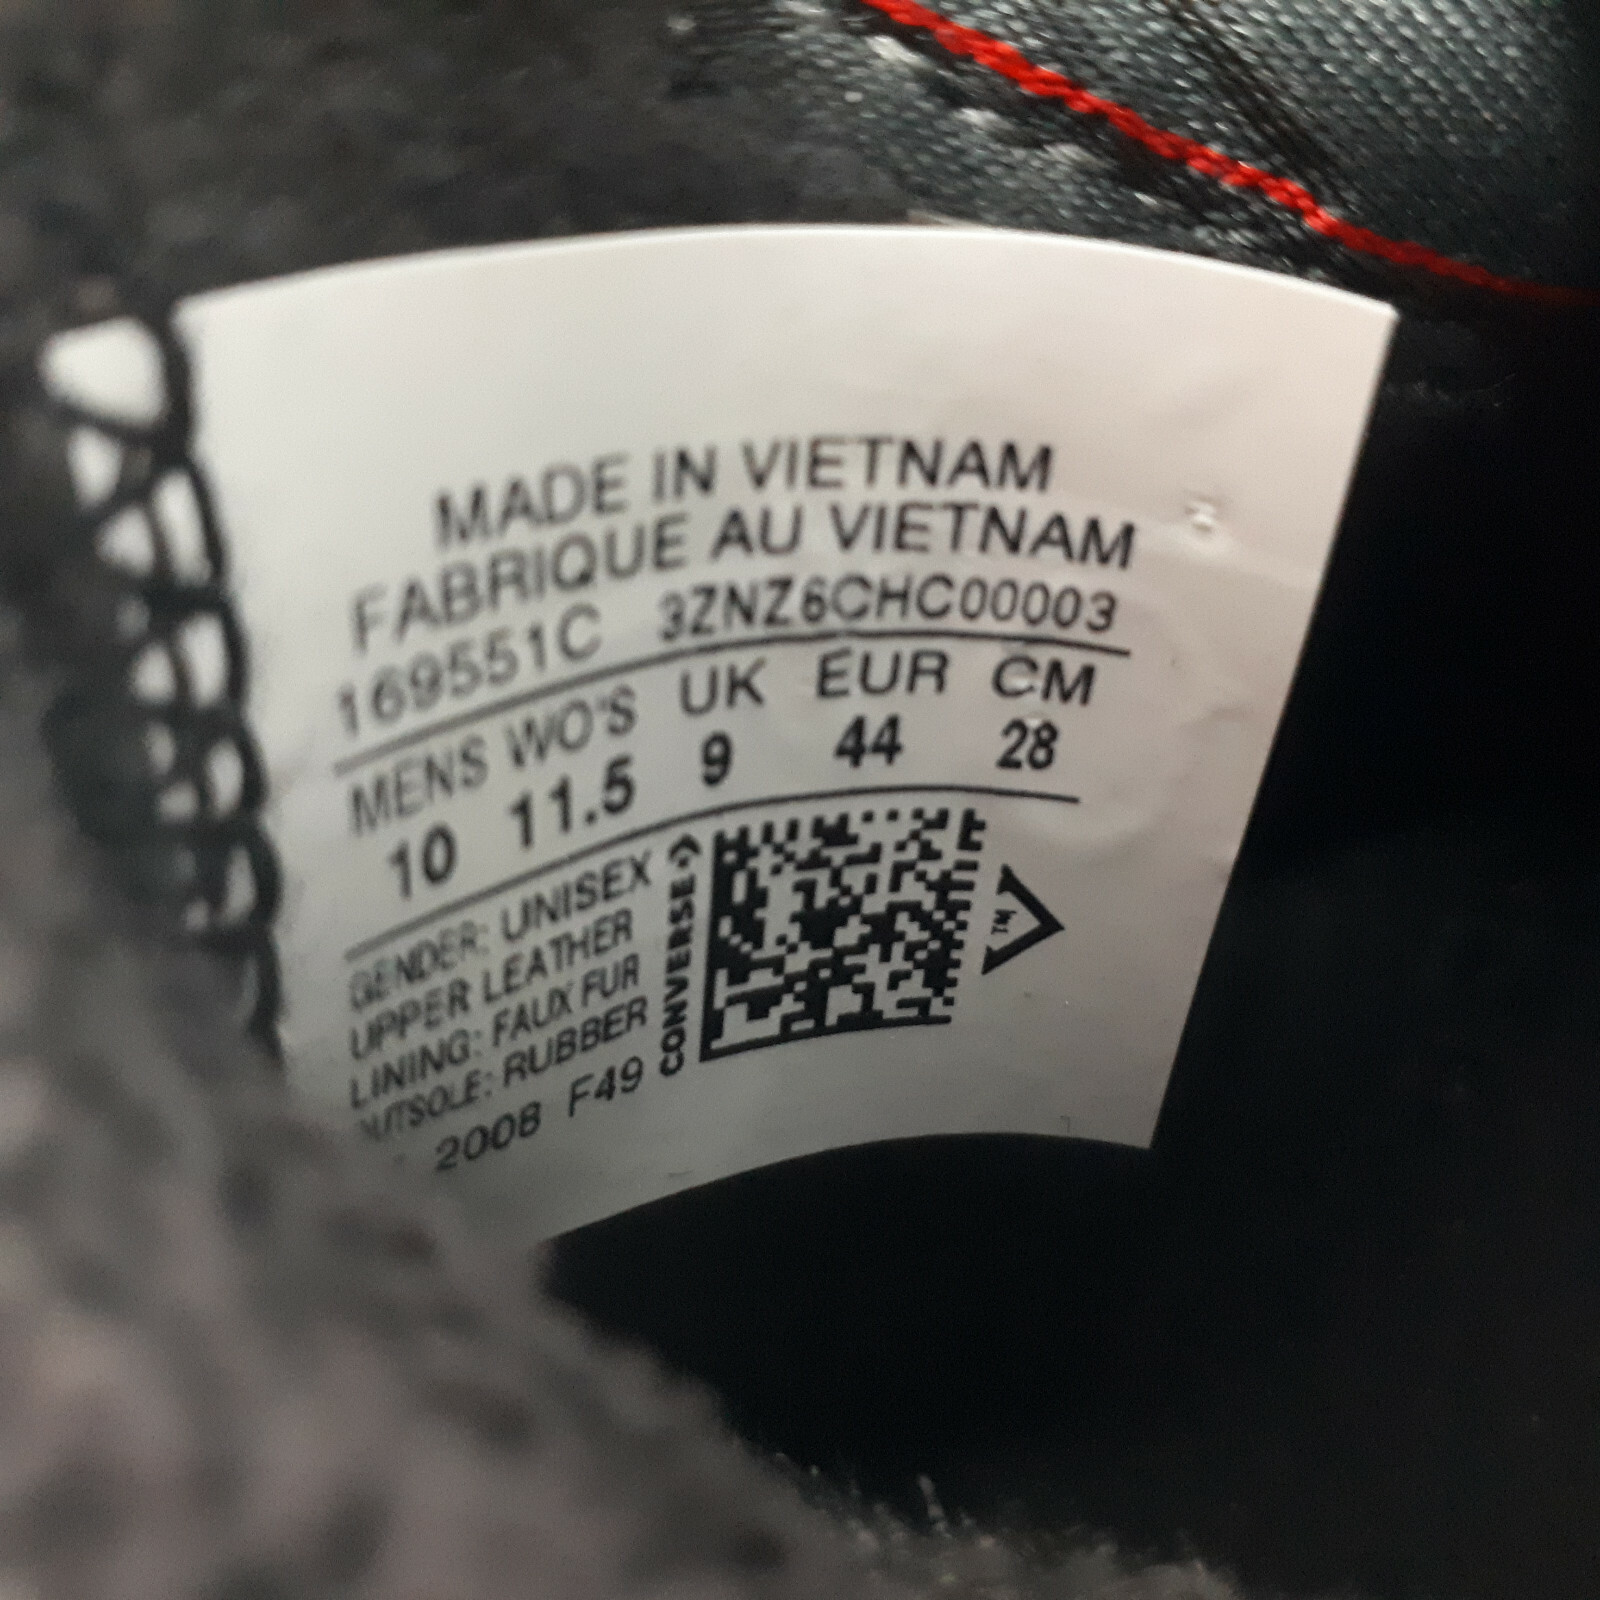 MADE IN VIETNAM
FABRIQUE AU VIETNAM
169551C 3ZNZ6CHC00003
MENS WO'S UK EUR CM
10 11.5 9 44 28
GENDER: UNISEX
UPPER LEATHER
LINING: FAUX FUR
OUTSOLE: RUBBER
2008 F49
CONVERSE
TM